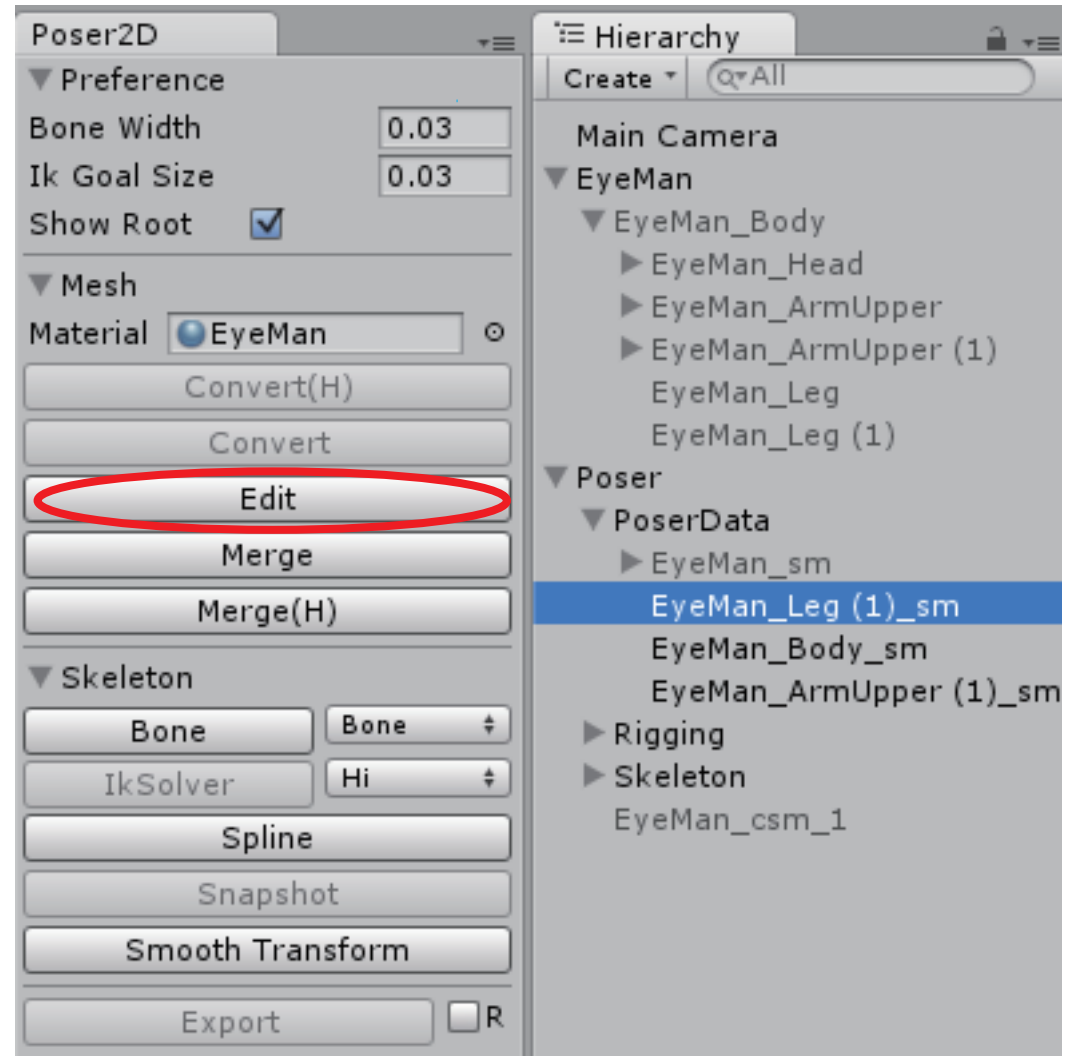 Poser2D
Preference
Bone Width 0.03
Ik Goal Size 0.03
Show Root
Mesh
Material EyeMan
Convert(H)
Convert
Edit
Merge
Merge(H)
Skeleton
Bone Bone
IkSolver Hi
Spline
Snapshot
Smooth Transform
Export R
Hierarchy
Create All
Main Camera
EyeMan
EyeMan_Body
EyeMan_Head
EyeMan_ArmUpper
EyeMan_ArmUpper (1)
EyeMan_Leg
EyeMan_Leg (1)
Poser
PoserData
EyeMan_sm
EyeMan_Leg (1)_sm
EyeMan_Body_sm
EyeMan_ArmUpper (1)_sm
Rigging
Skeleton
EyeMan_csm_1